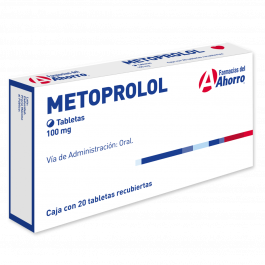 METOPROLOL
Tabletas
100 mg
Vía de Administración: Oral.
Caja con 20 tabletas recubiertas
Farmacias del
Ahorro